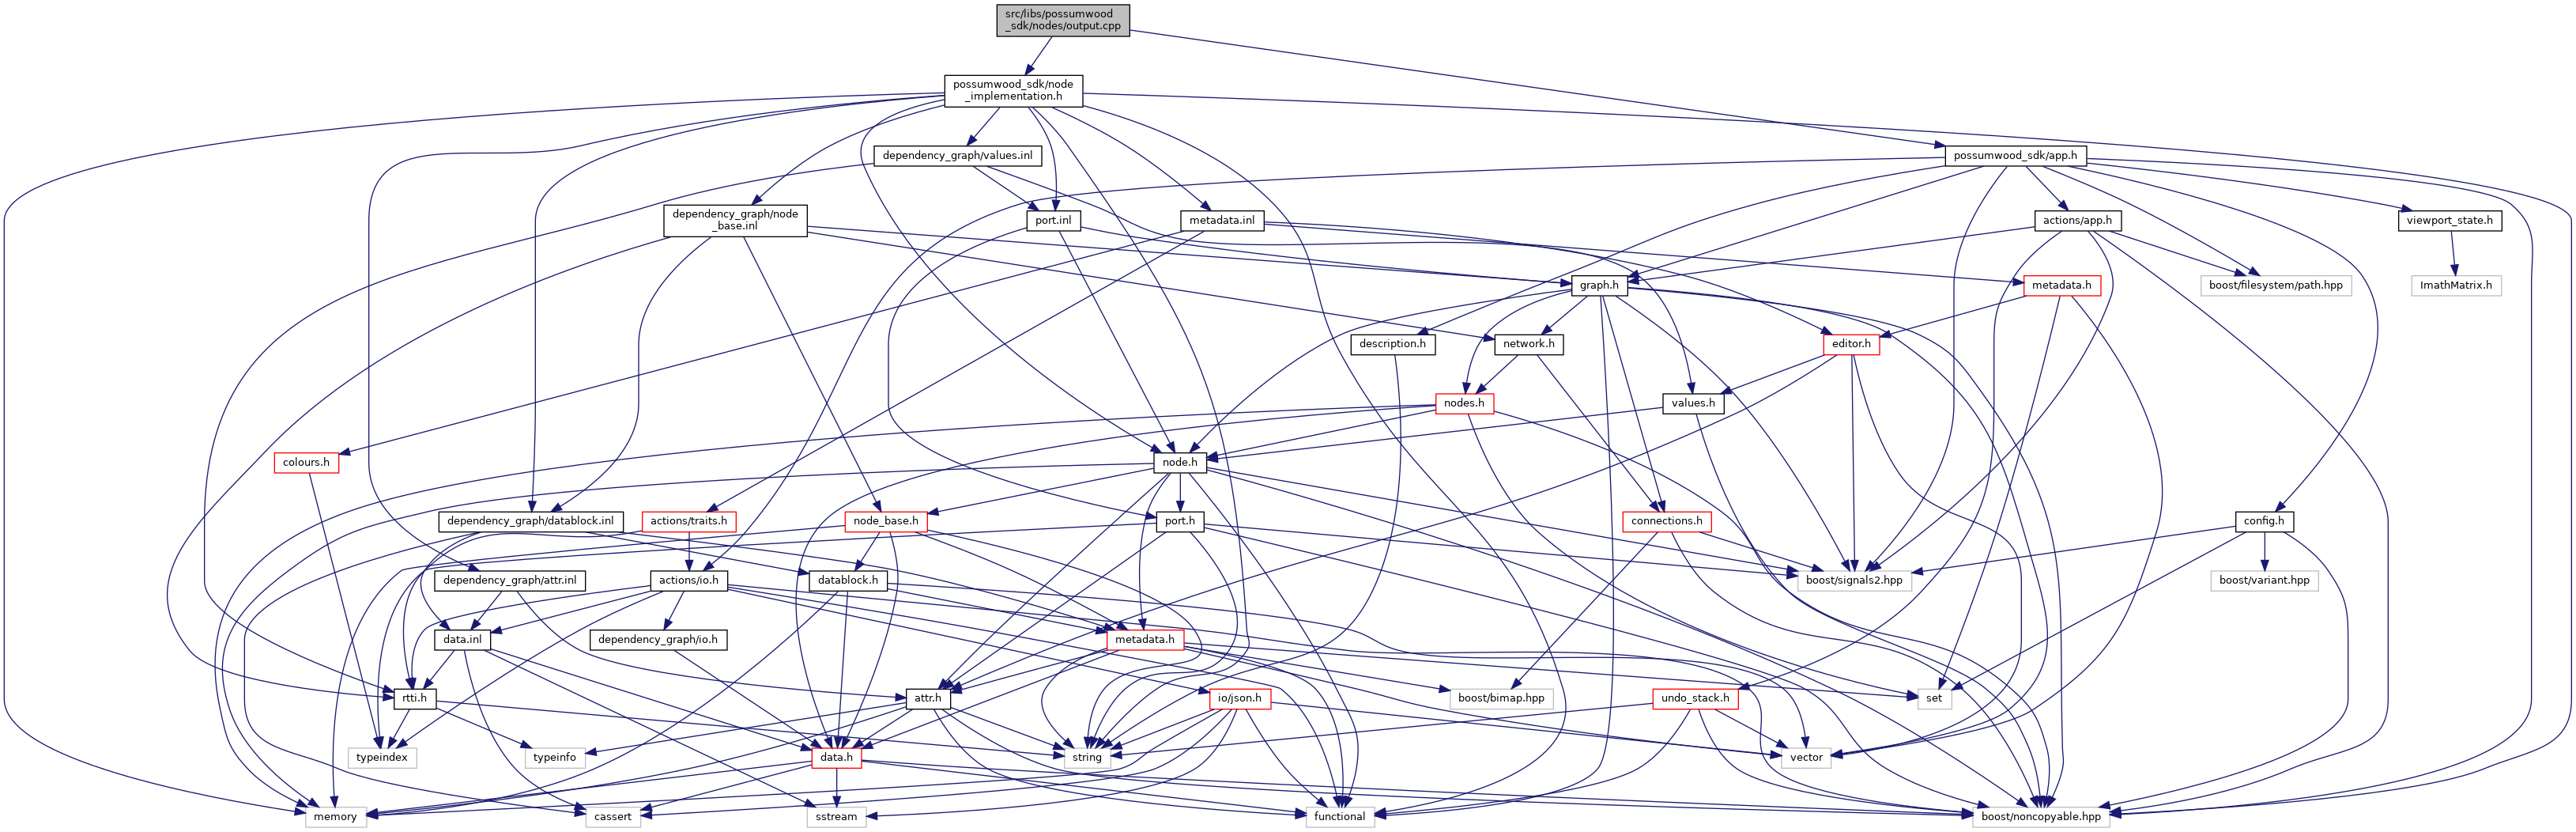 src/libs/possumwood
_sdk/nodes/output.cpp
possumwood_sdk/node
_implementation.h
dependency_graph/values.inl
possumwood_sdk/app.h
dependency_graph/node
_base.inl
port.inl
metadata.inl
actions/app.h
viewport_state.h
graph.h
metadata.h
boost/filesystem/path.hpp
ImathMatrix.h
description.h
network.h
editor.h
nodes.h
values.h
colours.h
node.h
dependency_graph/datablock.inl
actions/traits.h
node_base.h
port.h
connections.h
config.h
dependency_graph/attr.inl
actions/io.h
datablock.h
boost/signals2.hpp
boost/variant.hpp
data.inl
dependency_graph/io.h
metadata.h
rtti.h
attr.h
io/json.h
boost/bimap.hpp
undo_stack.h
set
typeindex
typeinfo
data.h
string
vector
memory
cassert
sstream
functional
boost/noncopyable.hpp